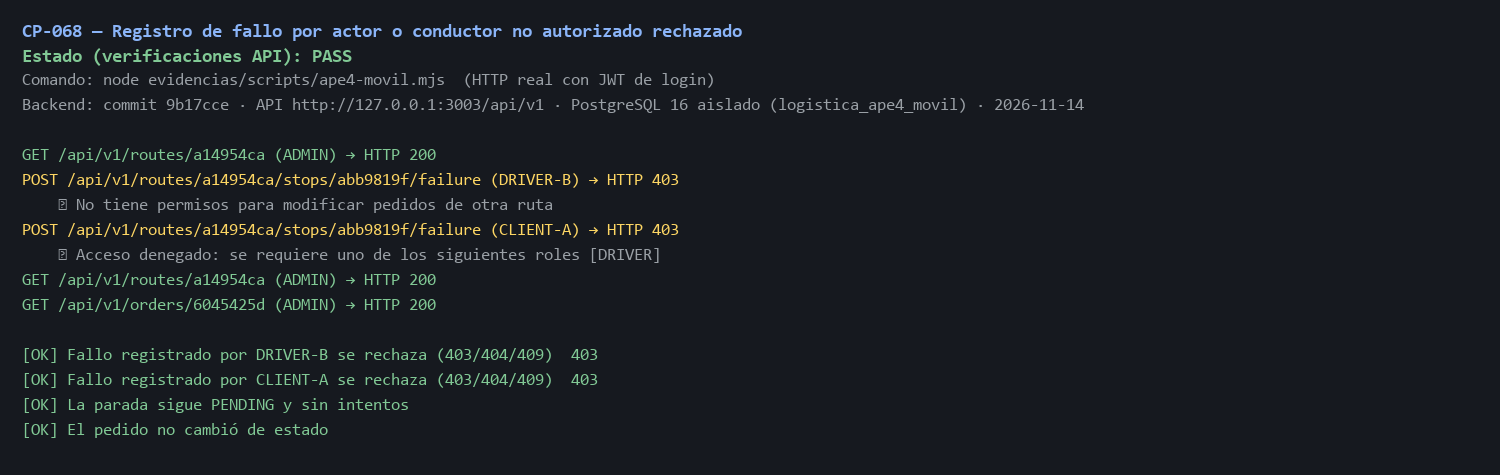 CP-068 — Registro de fallo por actor o conductor no autorizado rechazado
Estado (verificaciones API): PASS
Comando: node evidencias/scripts/ape4-movil.mjs  (HTTP real con JWT de login)
Backend: commit 9b17cce · API http://127.0.0.1:3003/api/v1 · PostgreSQL 16 aislado (logistica_ape4_movil) · 2026-11-14
GET /api/v1/routes/a14954ca (ADMIN) → HTTP 200
POST /api/v1/routes/a14954ca/stops/abb9819f/failure (DRIVER-B) → HTTP 403
No tiene permisos para modificar pedidos de otra ruta
POST /api/v1/routes/a14954ca/stops/abb9819f/failure (CLIENT-A) → HTTP 403
Acceso denegado: se requiere uno de los siguientes roles [DRIVER]
GET /api/v1/routes/a14954ca (ADMIN) → HTTP 200
GET /api/v1/orders/6045425d (ADMIN) → HTTP 200
[OK] Fallo registrado por DRIVER-B se rechaza (403/404/409)  403
[OK] Fallo registrado por CLIENT-A se rechaza (403/404/409)  403
[OK] La parada sigue PENDING y sin intentos
[OK] El pedido no cambió de estado